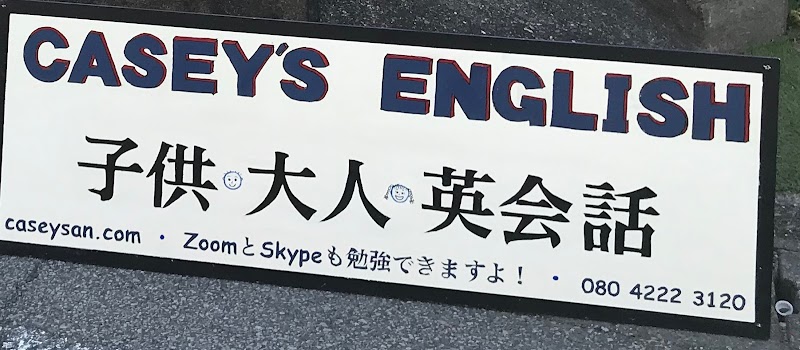 CASEY'S ENGLISH
子供・大人・英会話
caseysan.com ・ ZoomとSkypeも勉強できますよ! ・ 080 4222 3120